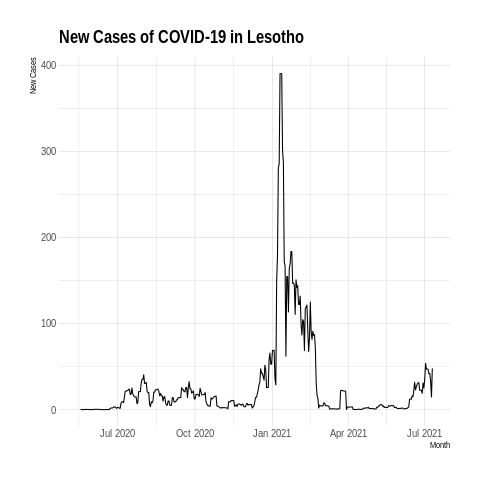 New Cases of COVID-19 in Lesotho
New Cases
400
300
200
100
0
Jul 2020
Oct 2020
Jan 2021
Apr 2021
Jul 2021
Month